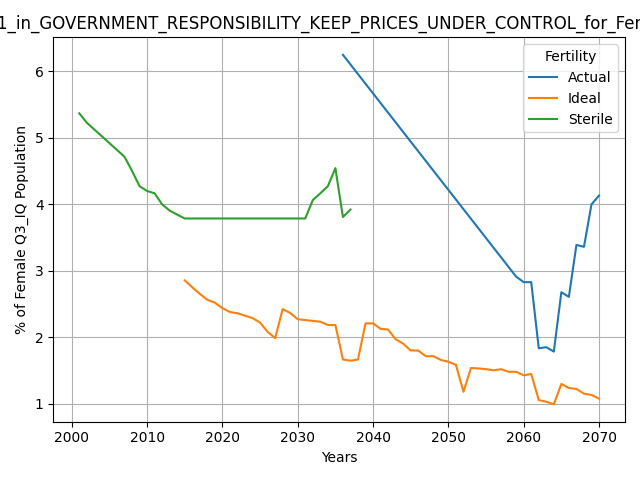 1_in_GOVERNMENT_RESPONSIBILITY_KEEP_PRICES_UNDER_CONTROL_for_Fer
Fertility
Actual
Ideal
Sterile
% of Female Q3_IQ Population
6
5
4
3
2
1
2000 2010 2020 2030 2040 2050 2060 2070
Years